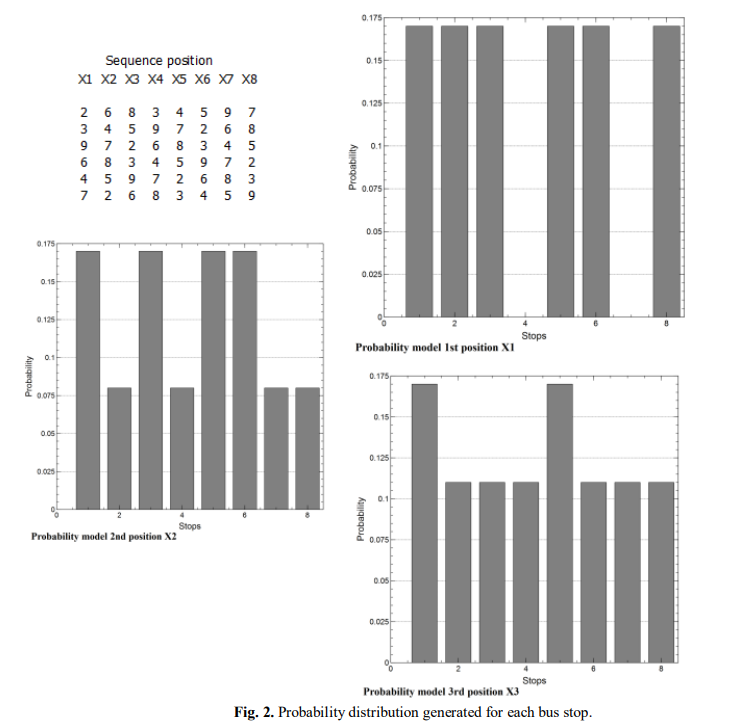 Sequence position
X1 X2 X3 X4 X5 X6 X7 X8
2 6 8 3 4 5 9 7
3 4 5 9 7 2 6 8
9 7 2 6 8 3 4 5
6 8 3 4 5 9 7 2
4 5 9 7 2 6 8 3
7 2 6 8 3 4 5 9
0.175
0.15
0.125
0.1
0.075
0.05
0.025
0
Probability
0 2 4 6 8
Stops
Probability model 1st position X1
0.175
0.15
0.125
0.1
0.075
0.05
0.025
0
Probability
0 2 4 6 8
Stops
Probability model 2nd position X2
0.175
0.15
0.125
0.1
0.075
0.05
0.025
0
Probability
0 2 4 6 8
Stops
Probability model 3rd position X3
Fig. 2. Probability distribution generated for each bus stop.